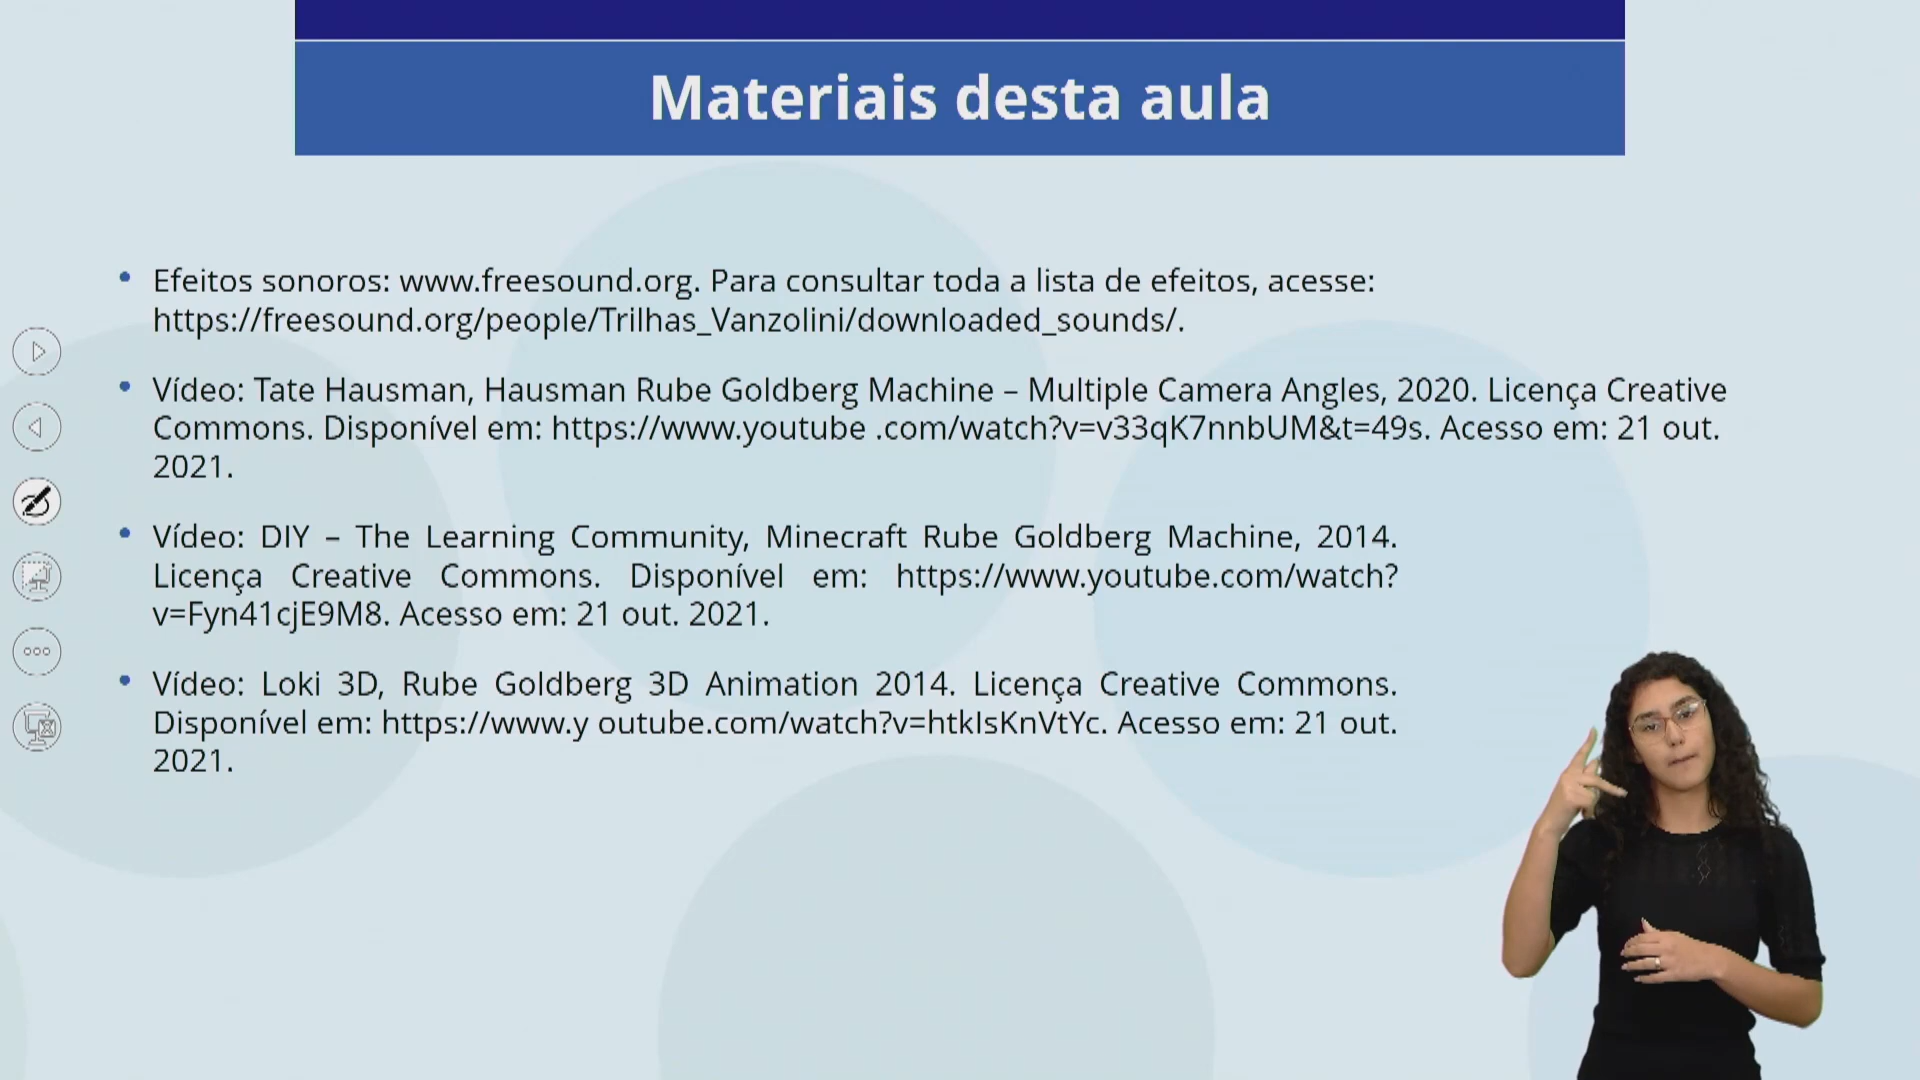 Materiais desta aula
• Efeitos sonoros: www.freesound.org. Para consultar toda a lista de efeitos, acesse:
https://freesound.org/people/Trilhas_Vanzolini/downloaded_sounds/.
• Vídeo: Tate Hausman, Hausman Rube Goldberg Machine – Multiple Camera Angles, 2020. Licença Creative
Commons. Disponível em: https://www.youtube .com/watch?v=v33qK7nnbUM&t=49s. Acesso em: 21 out.
2021.
• Vídeo: DIY – The Learning Community, Minecraft Rube Goldberg Machine, 2014.
Licença Creative Commons. Disponível em: https://www.youtube.com/watch?
v=Fyn41cjE9M8. Acesso em: 21 out. 2021.
• Vídeo: Loki 3D, Rube Goldberg 3D Animation 2014. Licença Creative Commons.
Disponível em: https://www.y outube.com/watch?v=htkIsKnVtYc. Acesso em: 21 out.
2021.